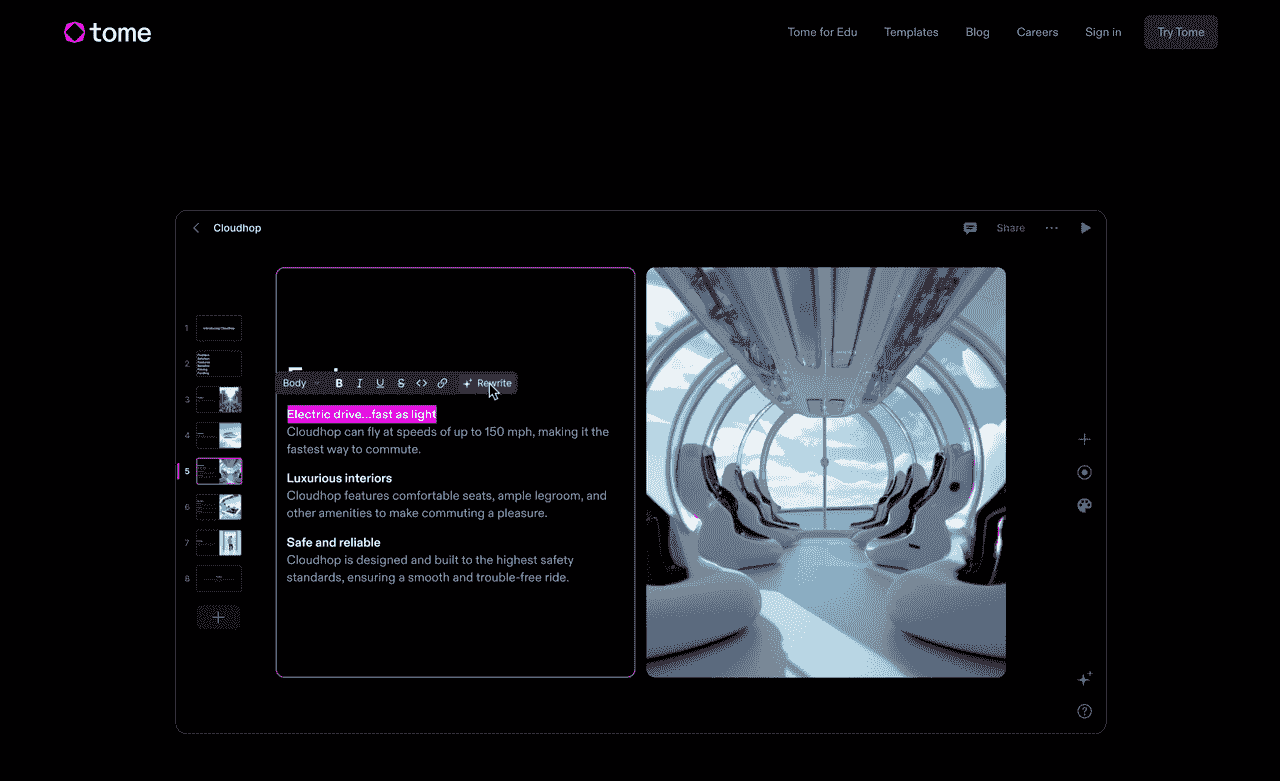 tome
Tome for Edu Templates Blog Careers Sign in Try Tome
Cloudhop
Share
1
Introducing Cloudhop
2
3
4
5
6
7
8
Body B I U S <> Rewrite
Electric drive...fast as light
Cloudhop can fly at speeds of up to 150 mph, making it the
fastest way to commute.
Luxurious interiors
Cloudhop features comfortable seats, ample legroom, and
other amenities to make commuting a pleasure.
Safe and reliable
Cloudhop is designed and built to the highest safety
standards, ensuring a smooth and trouble-free ride.